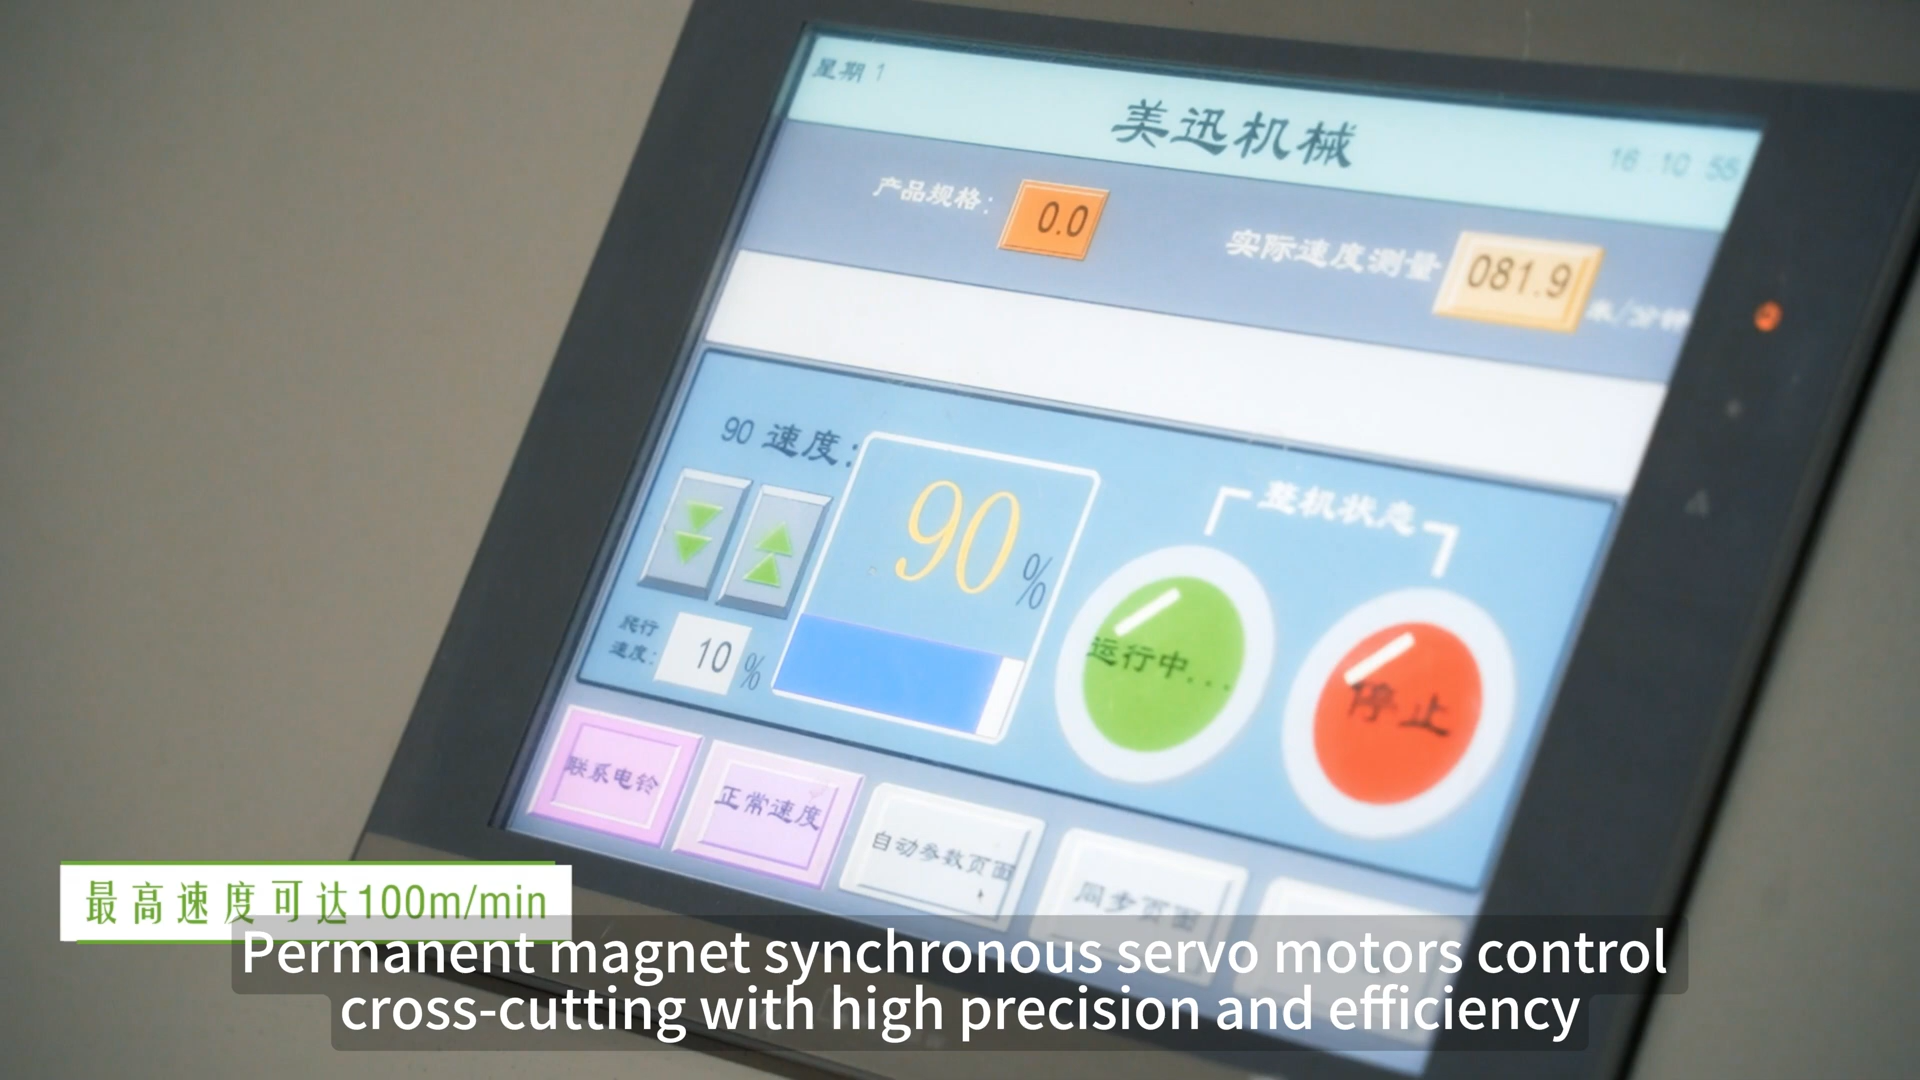 星期 1
美迅机械
16 10 55
产品规格: 0.0
实际速度测量 081.9 米/分钟
90 速度:
90 %
爬行速度: 10 %
整机状态
运行中...
停止
联系电铃
正常速度
自动参数页面
同步页面
最高速度可达100m/min
Permanent magnet synchronous servo motors control
cross-cutting with high precision and efficiency